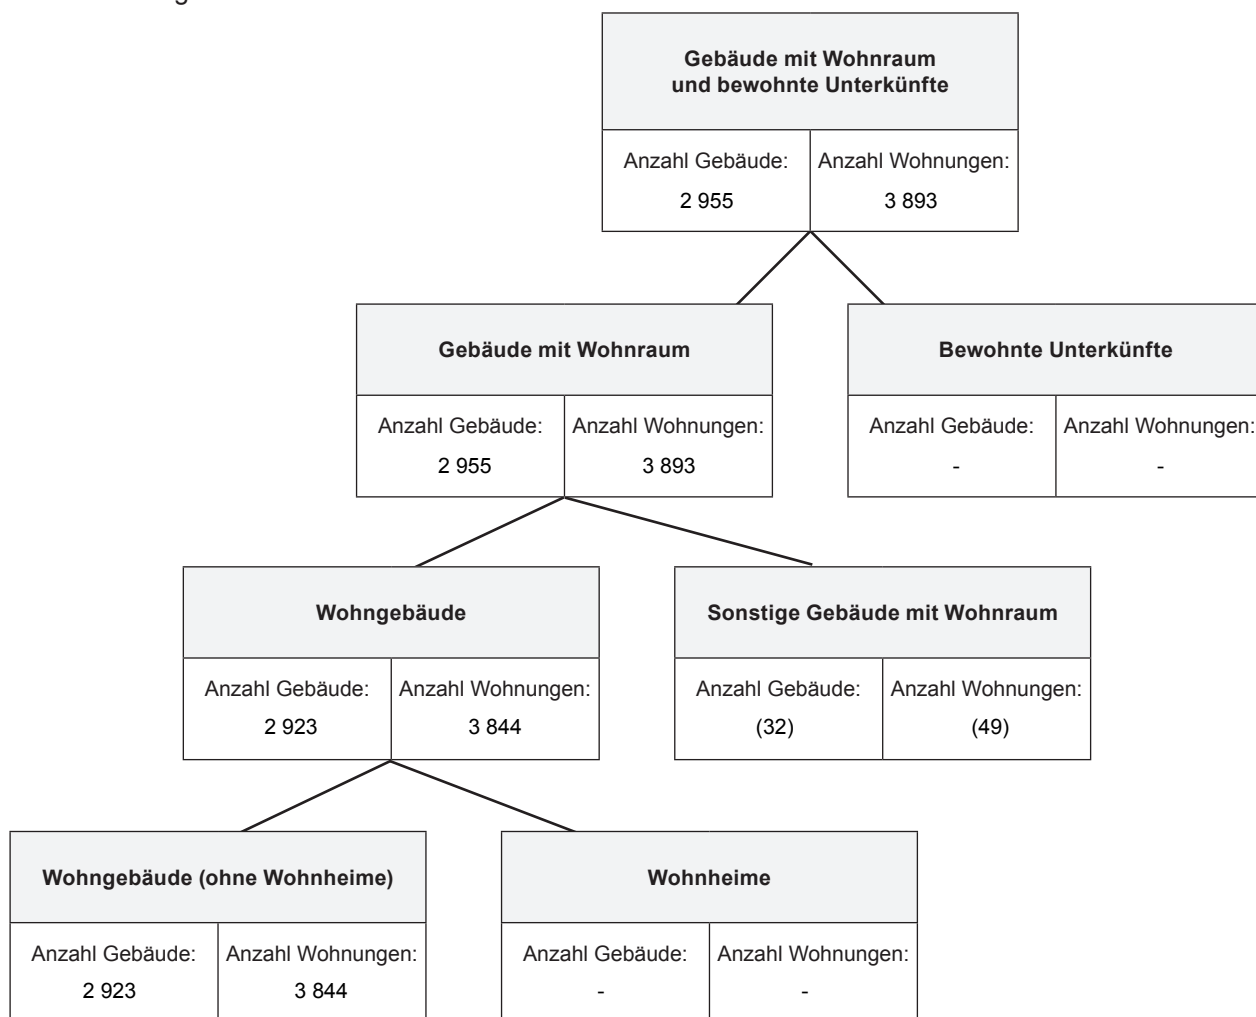 Gebäude mit Wohnraum
und bewohnte Unterkünfte
Anzahl Gebäude: Anzahl Wohnungen:
2 955 3 893
Gebäude mit Wohnraum Bewohnte Unterkünfte
Anzahl Gebäude: Anzahl Wohnungen: Anzahl Gebäude: Anzahl Wohnungen:
2 955 3 893 - -
Wohngebäude Sonstige Gebäude mit Wohnraum
Anzahl Gebäude: Anzahl Wohnungen: Anzahl Gebäude: Anzahl Wohnungen:
2 923 3 844 (32) (49)
Wohngebäude (ohne Wohnheime) Wohnheime
Anzahl Gebäude: Anzahl Wohnungen: Anzahl Gebäude: Anzahl Wohnungen:
2 923 3 844 - -